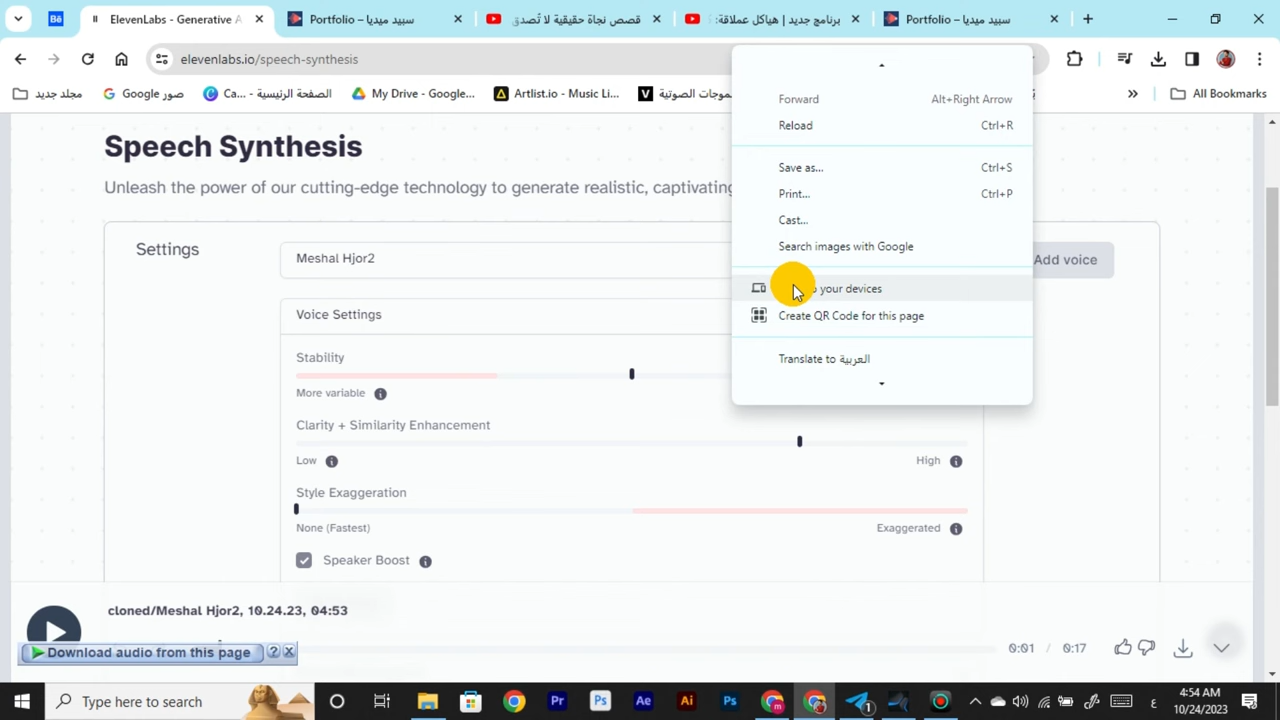 ElevenLabs - Generative A
Portfolio – سبيد ميديا
قصص نجاة حقيقية لا تُصدق
برنامج جديد | هياكل عملاقة:
Portfolio – سبيد ميديا
elevenlabs.io/speech-synthesis
مجلد جديد
صور Google
الصفحة الرئيسية - Ca...
My Drive - Google...
Artlist.io - Music Li...
All Bookmarks
Forward Alt+Right Arrow
Reload Ctrl+R
Save as... Ctrl+S
Print... Ctrl+P
Cast...
Search images with Google
your devices
Create QR Code for this page
Translate to العربية
Speech Synthesis
Unleash the power of our cutting-edge technology to generate realistic, captivating
Settings
Meshal Hjor2
Add voice
Voice Settings
Stability
More variable
Clarity + Similarity Enhancement
Low High
Style Exaggeration
None (Fastest) Exaggerated
Speaker Boost
cloned/Meshal Hjor2, 10.24.23, 04:53
0:01 / 0:17
Download audio from this page
Type here to search
4:54 AM
10/24/2023